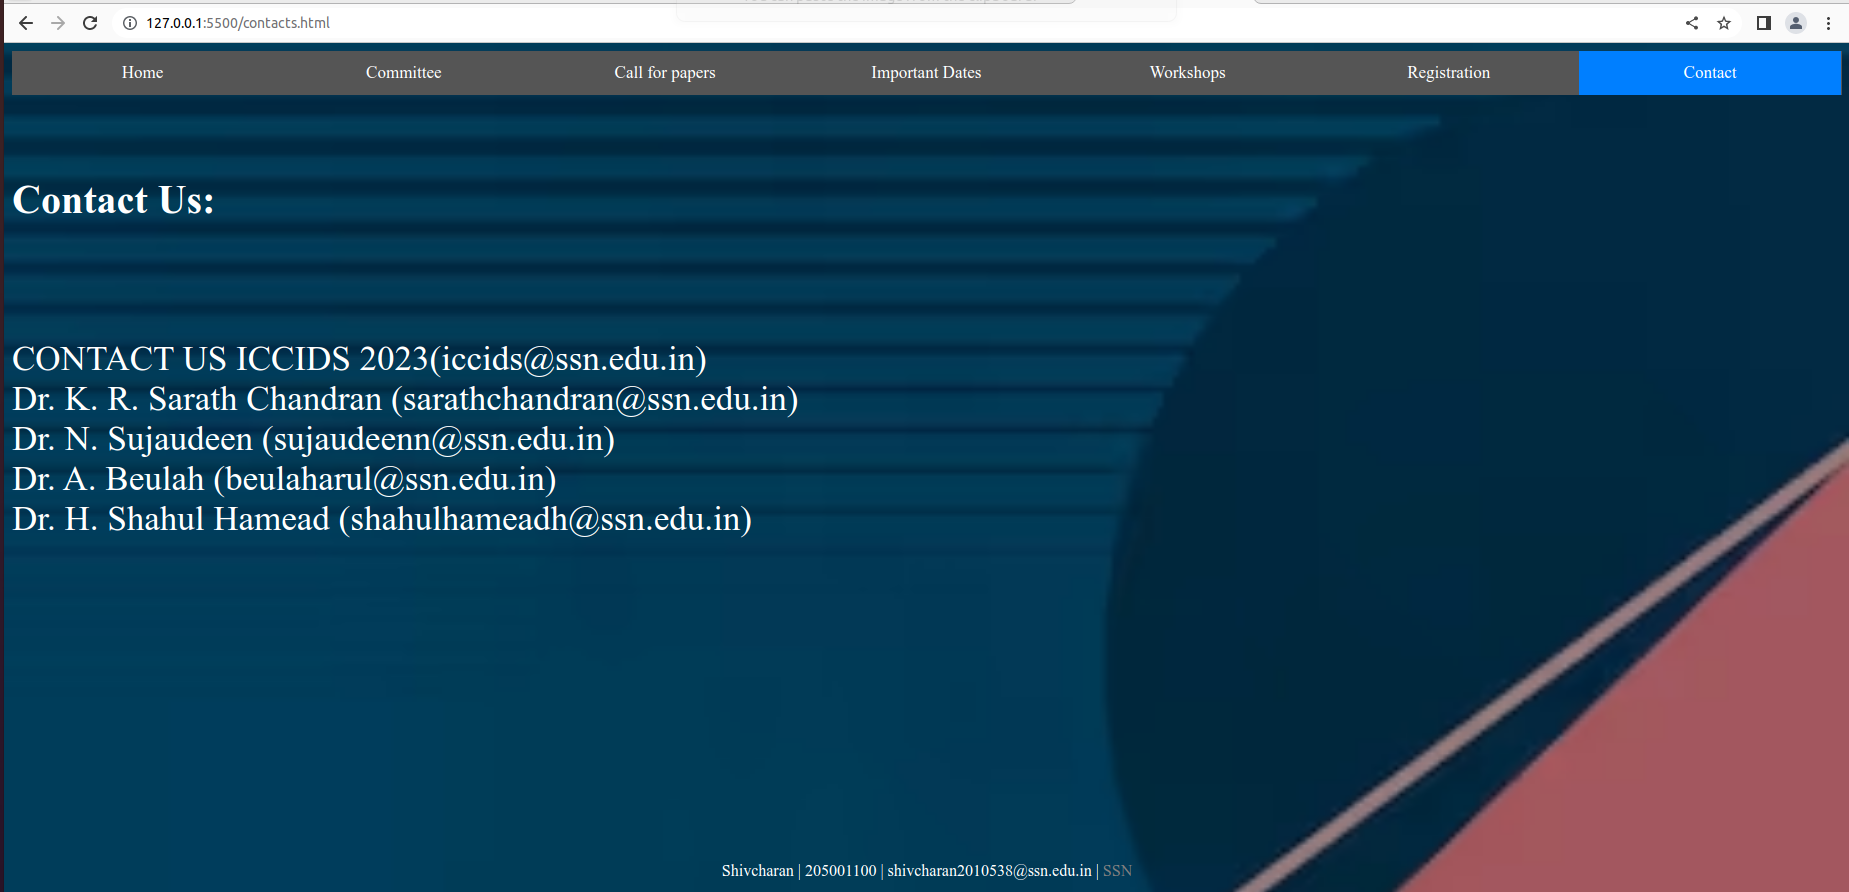 127.0.0.1:5500/contacts.html
Home Committee Call for papers Important Dates Workshops Registration Contact
Contact Us:
CONTACT US ICCIDS 2023(iccids@ssn.edu.in)
Dr. K. R. Sarath Chandran (sarathchandran@ssn.edu.in)
Dr. N. Sujaudeen (sujaudeenn@ssn.edu.in)
Dr. A. Beulah (beulaharul@ssn.edu.in)
Dr. H. Shahul Hamead (shahulhameadh@ssn.edu.in)
Shivcharan | 205001100 | shivcharan2010538@ssn.edu.in | SSN